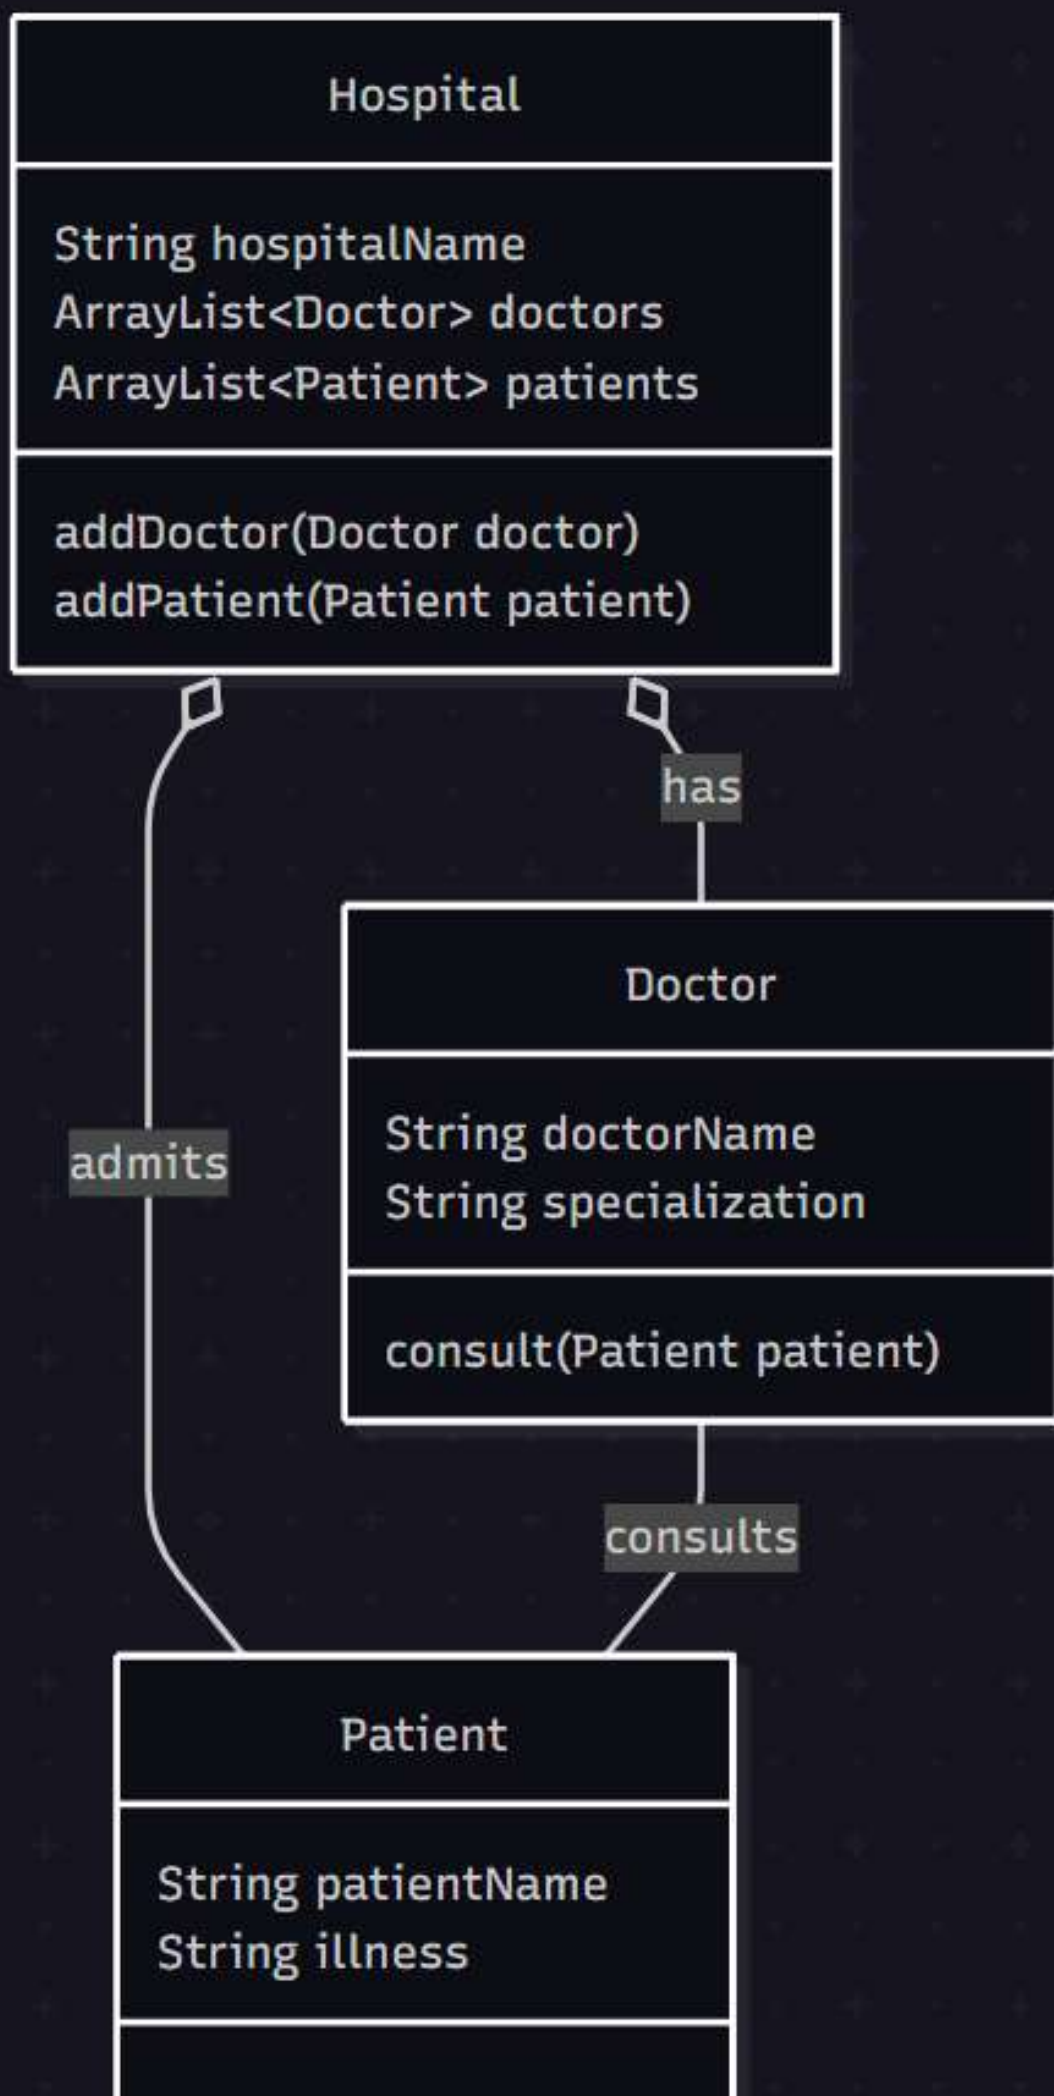 Hospital
String hospitalName
ArrayList<Doctor> doctors
ArrayList<Patient> patients
addDoctor(Doctor doctor)
addPatient(Patient patient)
has
Doctor
String doctorName
String specialization
consult(Patient patient)
admits
consults
Patient
String patientName
String illness